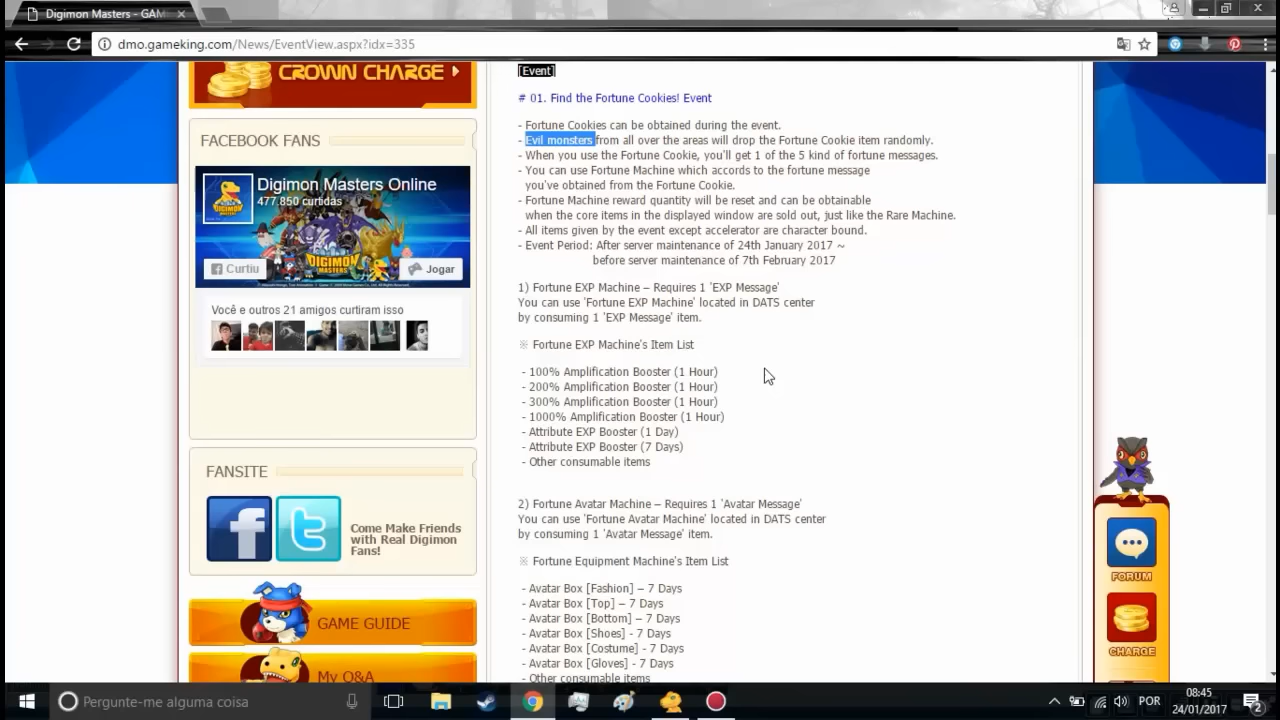 Digimon Masters - GAM
dmo.gameking.com/News/EventView.aspx?idx=335
CROWN CHARGE
FACEBOOK FANS
Digimon Masters Online
477.850 curtidas
DIGIMON
MASTERS
Curtiu
Jogar
Você e outros 21 amigos curtiram isso
FANSITE
Come Make Friends
with Real Digimon
Fans!
GAME GUIDE
My Q&A
[Event]
# 01. Find the Fortune Cookies! Event
- Fortune Cookies can be obtained during the event.
- Evil monsters from all over the areas will drop the Fortune Cookie item randomly.
- When you use the Fortune Cookie, you'll get 1 of the 5 kind of fortune messages.
- You can use Fortune Machine which accords to the fortune message
you've obtained from the Fortune Cookie.
- Fortune Machine reward quantity will be reset and can be obtainable
when the core items in the displayed window are sold out, just like the Rare Machine.
- All items given by the event except accelerator are character bound.
- Event Period: After server maintenance of 24th January 2017 ~
before server maintenance of 7th February 2017
1) Fortune EXP Machine – Requires 1 'EXP Message'
You can use 'Fortune EXP Machine' located in DATS center
by consuming 1 'EXP Message' item.
※ Fortune EXP Machine's Item List
- 100% Amplification Booster (1 Hour)
- 200% Amplification Booster (1 Hour)
- 300% Amplification Booster (1 Hour)
- 1000% Amplification Booster (1 Hour)
- Attribute EXP Booster (1 Day)
- Attribute EXP Booster (7 Days)
- Other consumable items
2) Fortune Avatar Machine – Requires 1 'Avatar Message'
You can use 'Fortune Avatar Machine' located in DATS center
by consuming 1 'Avatar Message' item.
※ Fortune Equipment Machine's Item List
- Avatar Box [Fashion] – 7 Days
- Avatar Box [Top] – 7 Days
- Avatar Box [Bottom] – 7 Days
- Avatar Box [Shoes] - 7 Days
- Avatar Box [Costume] – 7 Days
- Avatar Box [Gloves] – 7 Days
- Other consumable items
FORUM
CHARGE
Pergunte-me alguma coisa
POR
08:45
24/01/2017
2